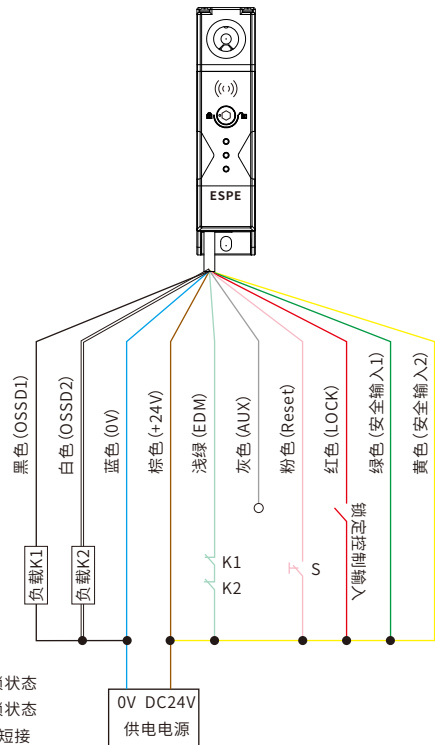 ESPE
黑色(OSSD1)
白色(OSSD2)
蓝色(0V)
棕色(+24V)
浅绿(EDM)
灰色(AUX)
粉色(Reset)
红色(LOCK)
绿色(安全输入1)
黄色(安全输入2)
负载K1
负载K2
K1
K2
S
锁定控制输入
0V DC24V
供电电源
状态
状态
短接